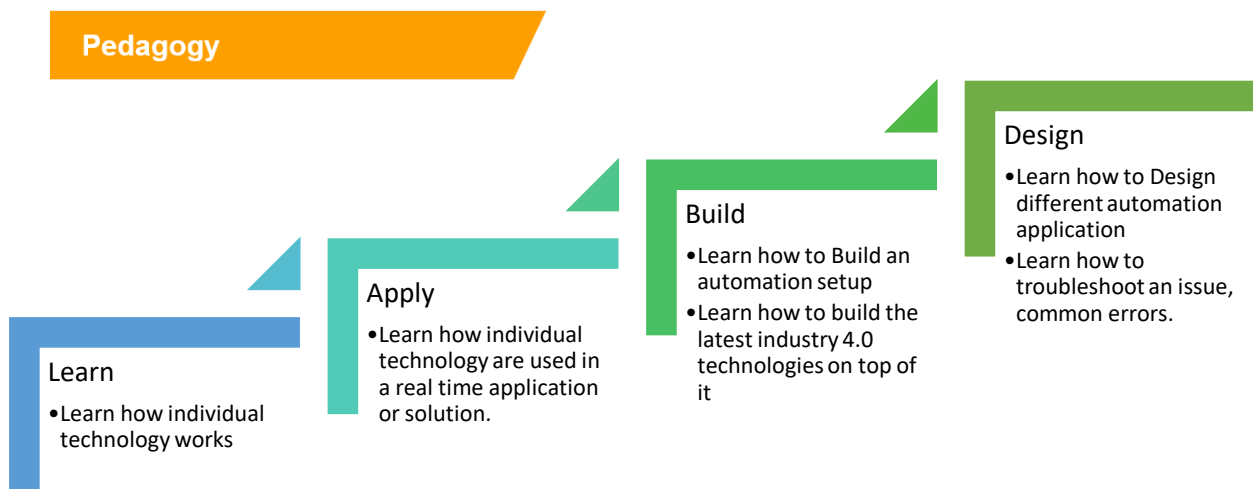 Pedagogy
Learn
•Learn how individual
technology works
Apply
•Learn how individual
technology are used in
a real time application
or solution.
Build
•Learn how to Build an
automation setup
•Learn how to build the
latest industry 4.0
technologies on top of
it
Design
•Learn how to Design
different automation
application
•Learn how to
troubleshoot an issue,
common errors.